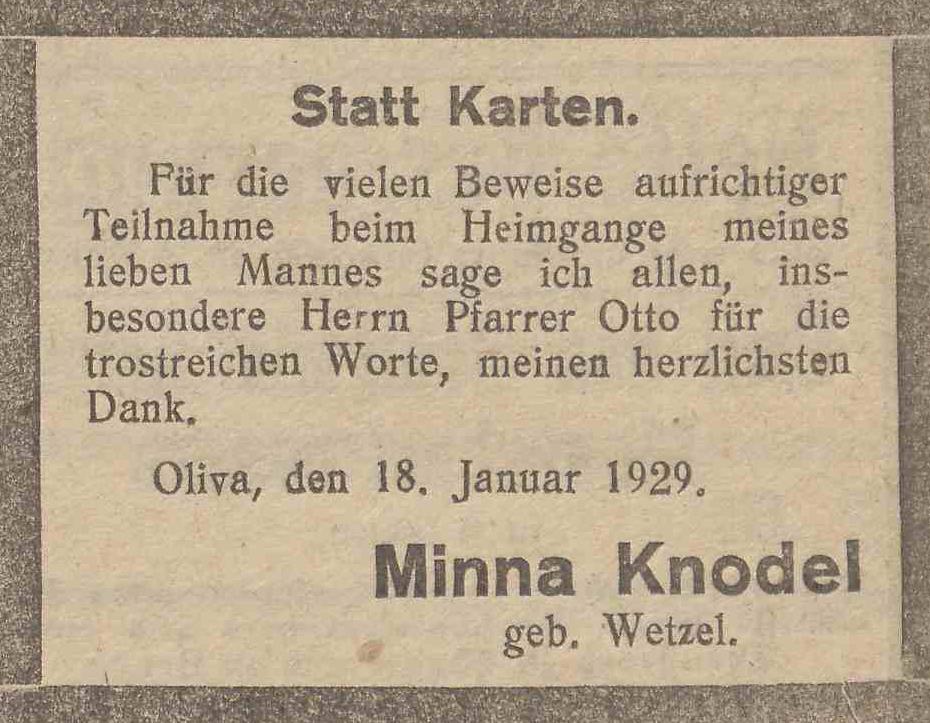 Statt Karten.
Für die vielen Beweise aufrichtiger
Teilnahme beim Heimgange meines
lieben Mannes sage ich allen, ins-
besondere Herrn Pfarrer Otto für die
trostreichen Worte, meinen herzlichsten
Dank.
Oliva, den 18. Januar 1929.
Minna Knodel
geb. Wetzel.